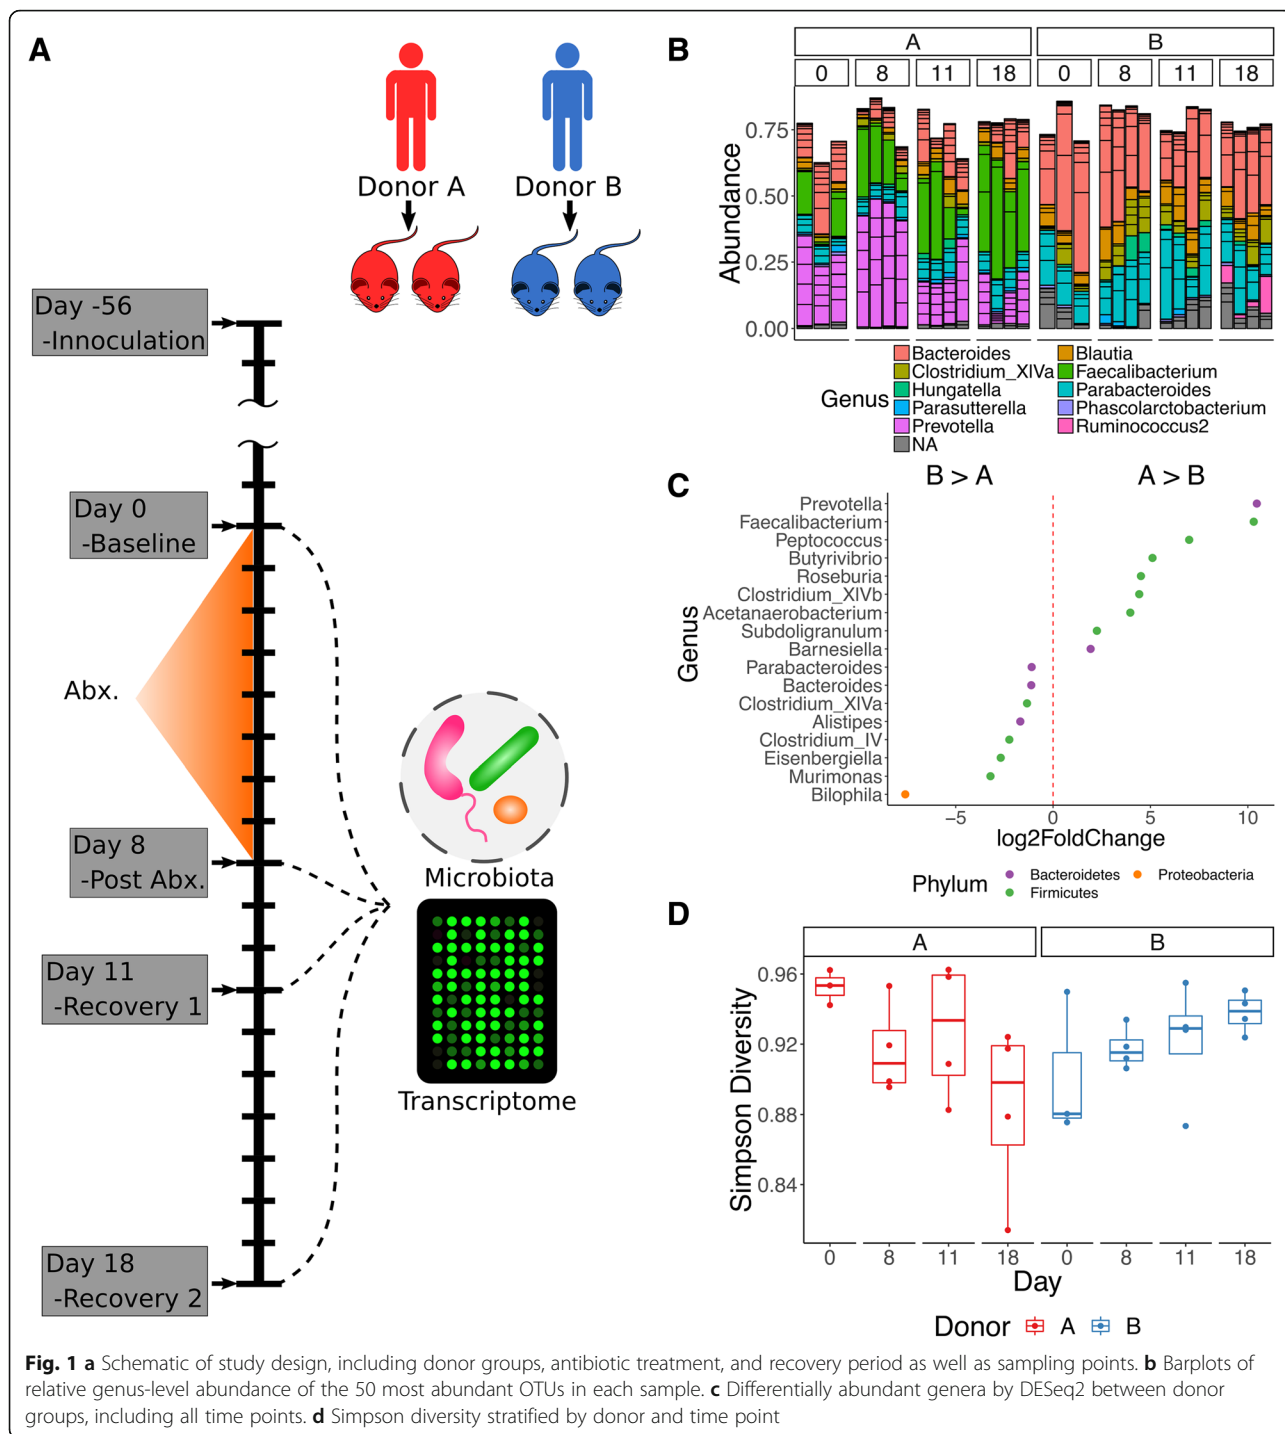 A
Donor A
Donor B
Day -56
-Innoculation
Day 0
-Baseline
Abx.
Day 8
-Post Abx.
Day 11
-Recovery 1
Day 18
-Recovery 2
Microbiota
Transcriptome
B
A B
0 8 11 18 0 8 11 18
Abundance
0.75
0.50
0.25
0.00
Genus
Bacteroides Blautia
Clostridium_XIVa Faecalibacterium
Hungatella Parabacteroides
Parasutterella Phascolarctobacterium
Prevotella Ruminococcus2
NA
C
B > A A > B
Genus
Prevotella
Faecalibacterium
Peptococcus
Butyrivibrio
Roseburia
Clostridium_XIVb
Acetanaerobacterium
Subdoligranulum
Barnesiella
Parabacteroides
Bacteroides
Clostridium_XIVa
Alistipes
Clostridium_IV
Eisenbergiella
Murimonas
Bilophila
−5 0 5 10
log2FoldChange
Phylum
Bacteroidetes Proteobacteria
Firmicutes
D
A B
Simpson Diversity
0.96
0.92
0.88
0.84
0 8 11 18 0 8 11 18
Day
Donor A B
Fig. 1 a Schematic of study design, including donor groups, antibiotic treatment, and recovery period as well as sampling points. b Barplots of
relative genus-level abundance of the 50 most abundant OTUs in each sample. c Differentially abundant genera by DESeq2 between donor
groups, including all time points. d Simpson diversity stratified by donor and time point